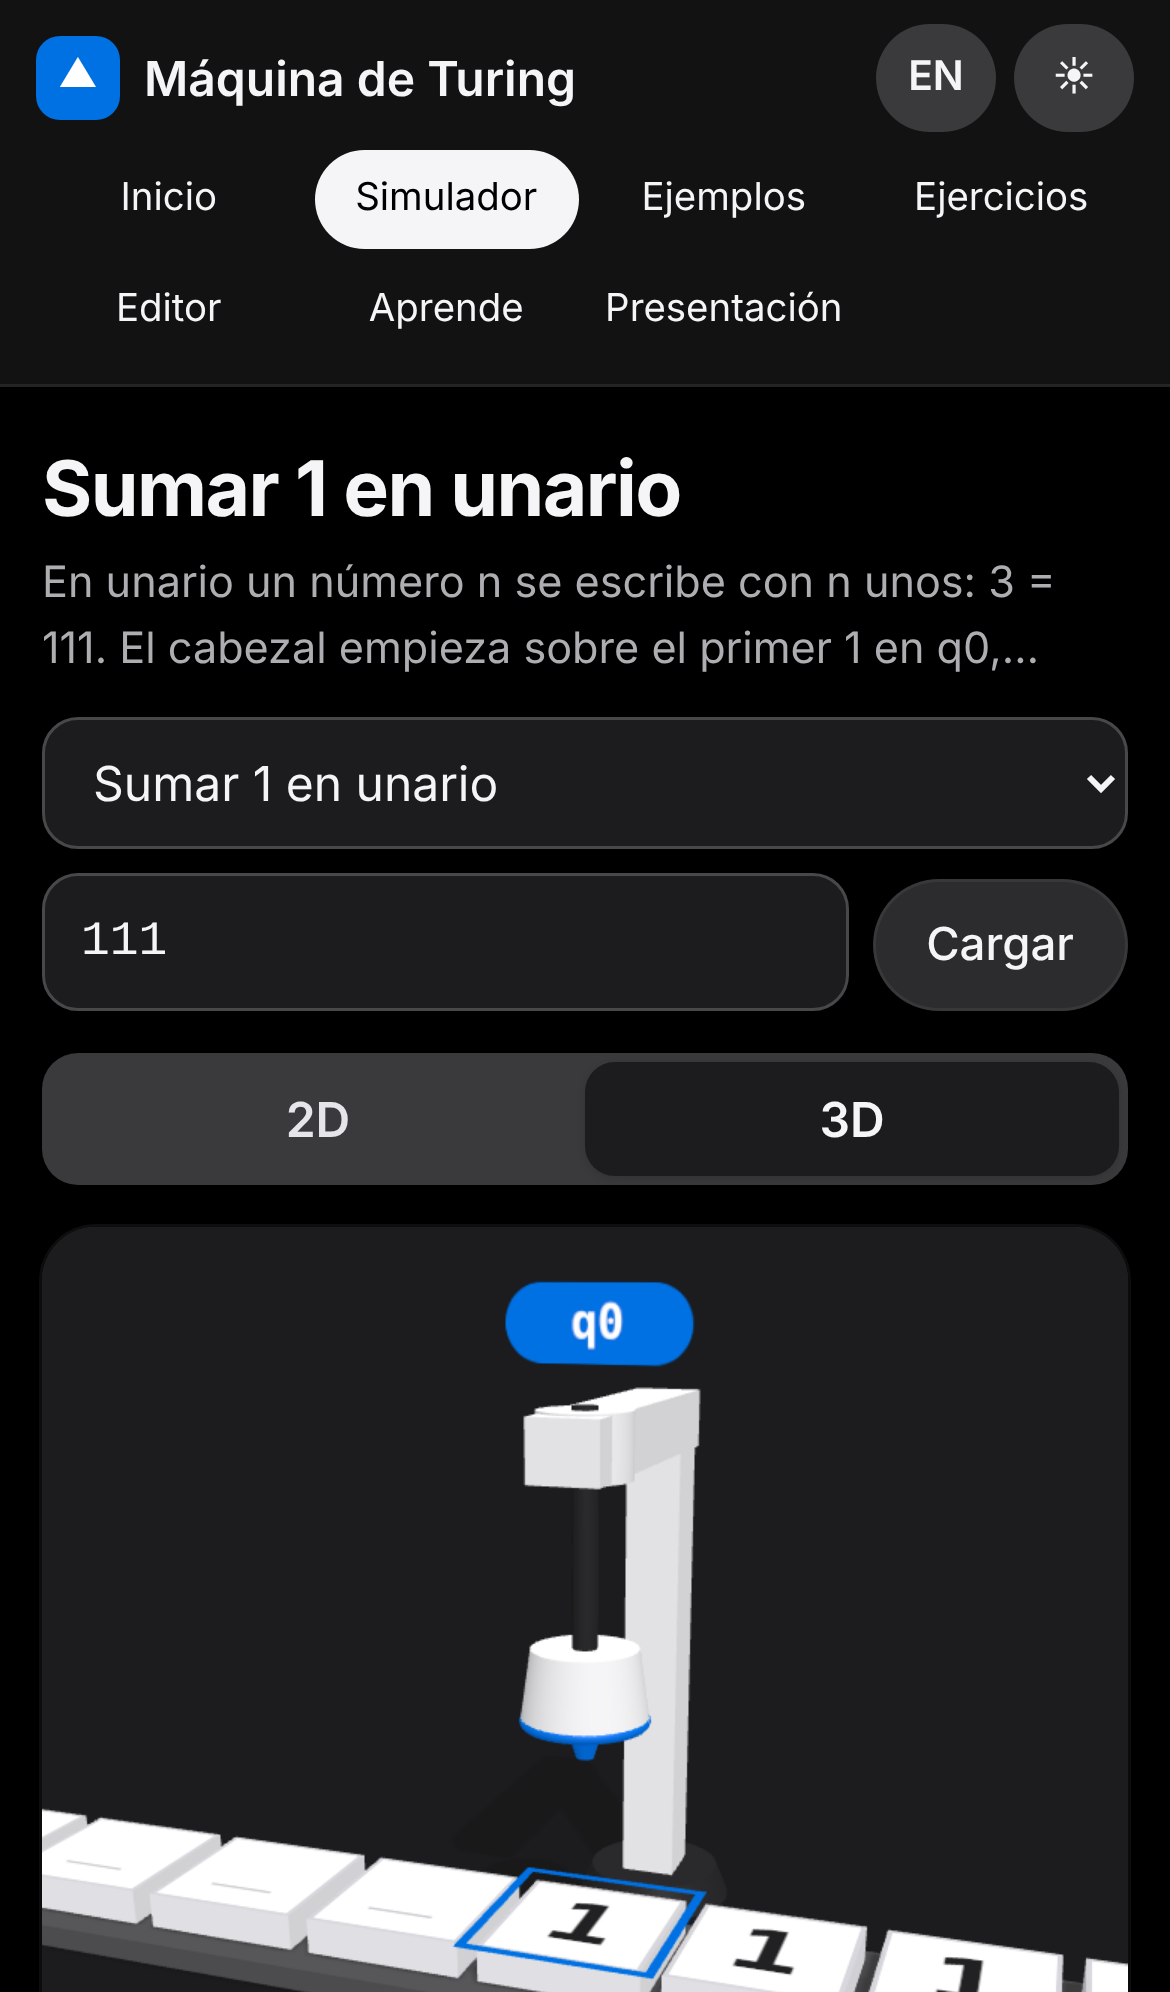 Máquina de Turing
EN
Inicio
Simulador
Ejemplos
Ejercicios
Editor
Aprende
Presentación
Sumar 1 en unario
En unario un número n se escribe con n unos: 3 =
111. El cabezal empieza sobre el primer 1 en q0,...
Sumar 1 en unario
111
Cargar
2D
3D
q0
_ _ _ 1 1 1